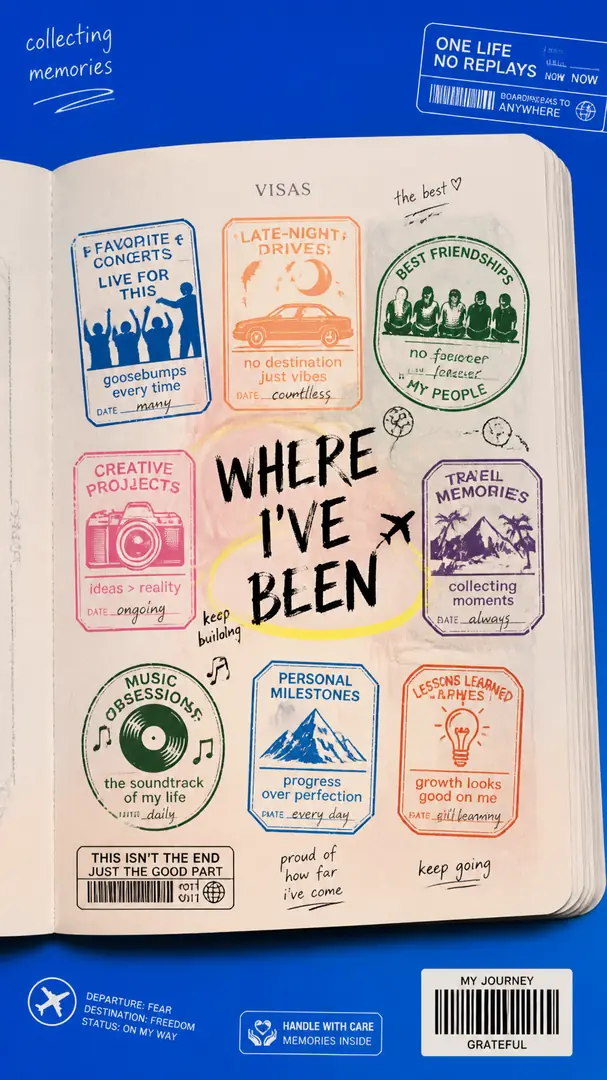 collecting
memories
ONE LIFE
NO REPLAYS
NOW NOW
TO
ANYWHERE
VISAS
the best
FAVORITE
CONCERTS
LIVE FOR
THIS
goosebumps
every time
DATE many
LATE-NIGHT
DRIVES:
no destination
just vibes
DATE countlless
BEST FRIENDSHIPS
no
MY PEOPLE
WHERE
I'VE
BEEN
CREATIVE
PROJECTS
ideas > reality
DATE ongoing
keep
building
MEMORIES
collecting
moments
DATE always
MUSIC
OBSESSIONS:
the soundtrack
of my life
daily
PERSONAL
MILESTONES
progress
over perfection
DATE every day
LESSONS LEARNED
growth looks
good on me
DATE
THIS ISN'T THE END
JUST THE GOOD PART
proud of
how far
i've come
keep going
DEPARTURE: FEAR
DESTINATION: FREEDOM
STATUS: ON MY WAY
HANDLE WITH CARE
MEMORIES INSIDE
MY JOURNEY
GRATEFUL